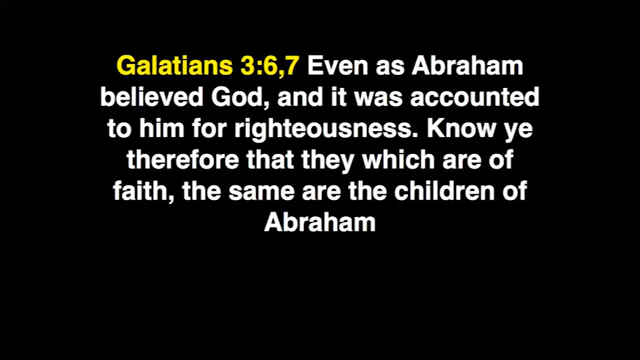 Galatians 3:6,7 Even as Abraham
believed God, and it was accounted
to him for righteousness. Know ye
therefore that they which are of
faith, the same are the children of
Abraham